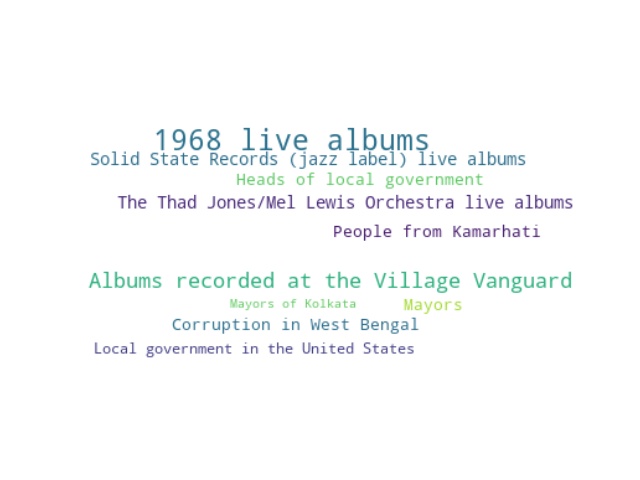 1968 live albums
Solid State Records (jazz label) live albums
Heads of local government
The Thad Jones/Mel Lewis Orchestra live albums
People from Kamarhati
Albums recorded at the Village Vanguard
Mayors of Kolkata
Mayors
Corruption in West Bengal
Local government in the United States